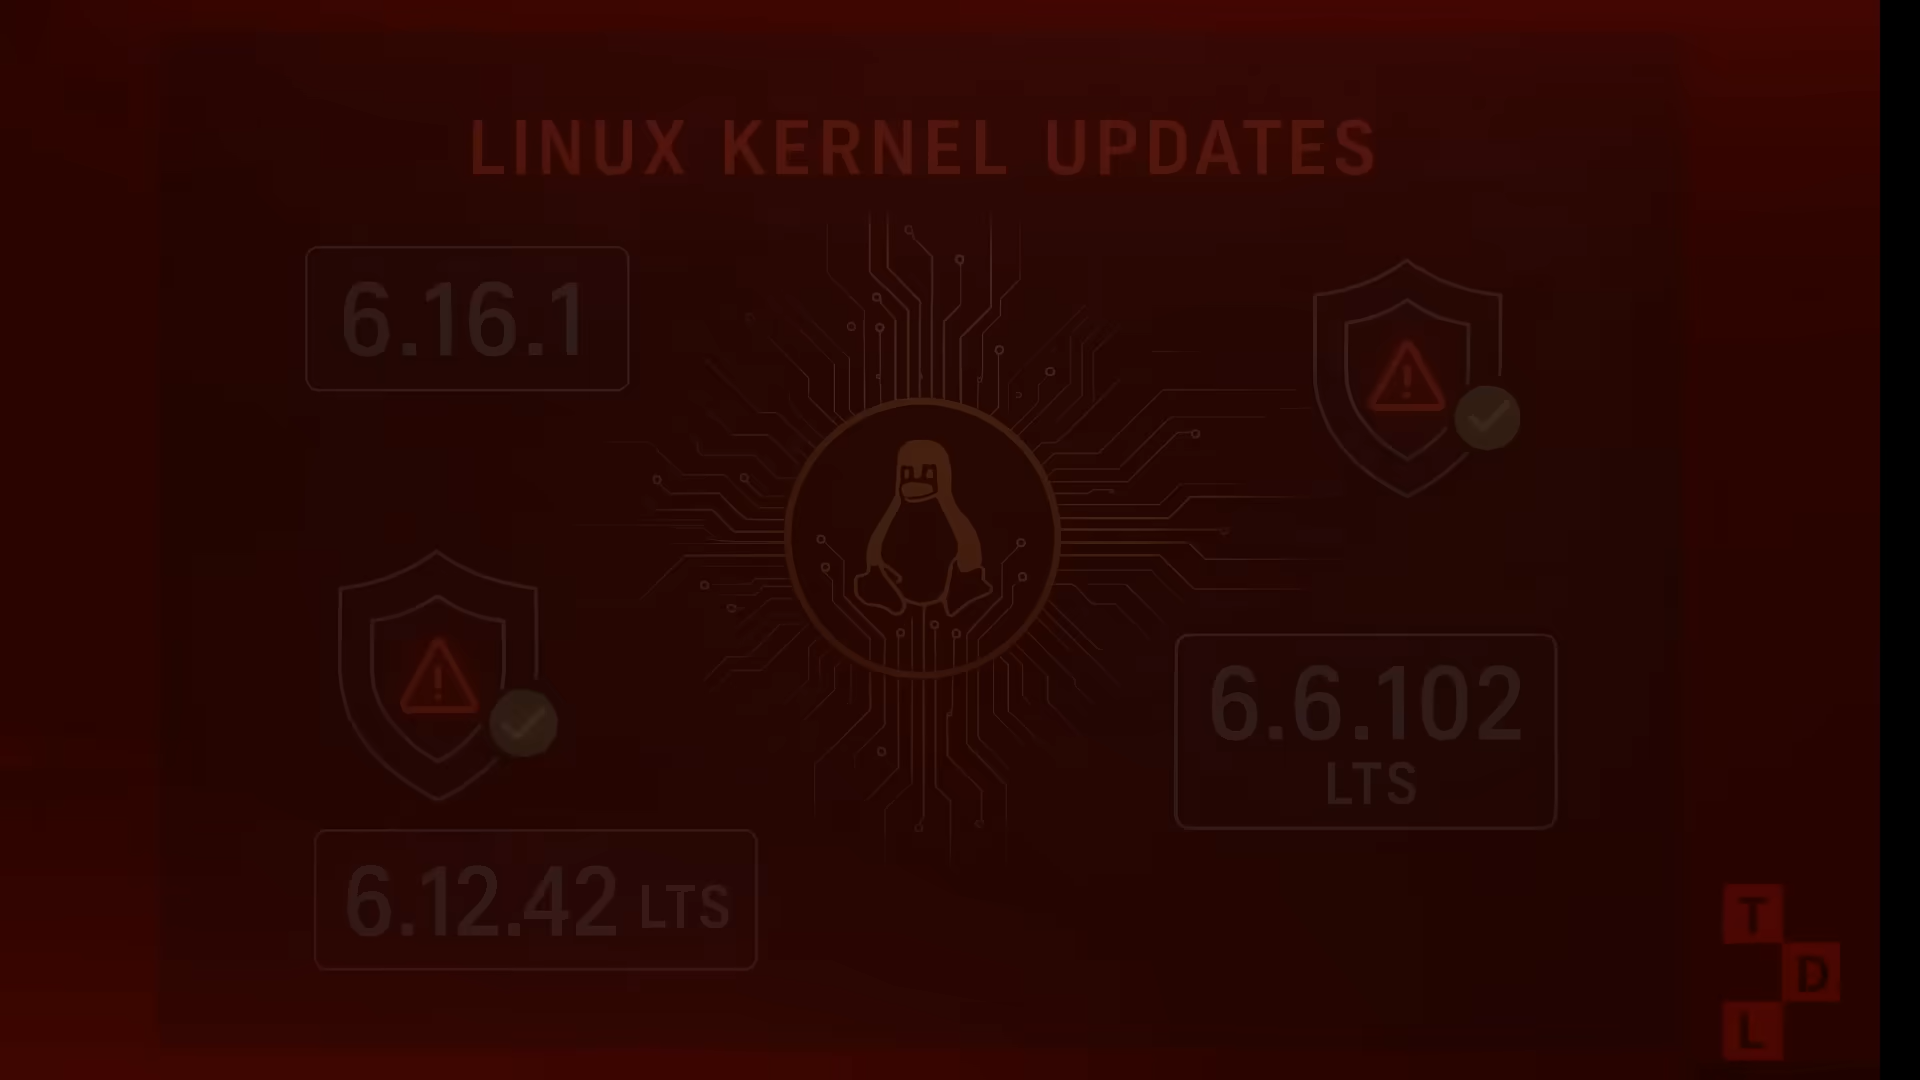 LINUX KERNEL UPDATES
6.16.1
6.6.102
LTS
6.12.42 LTS
T
D
L